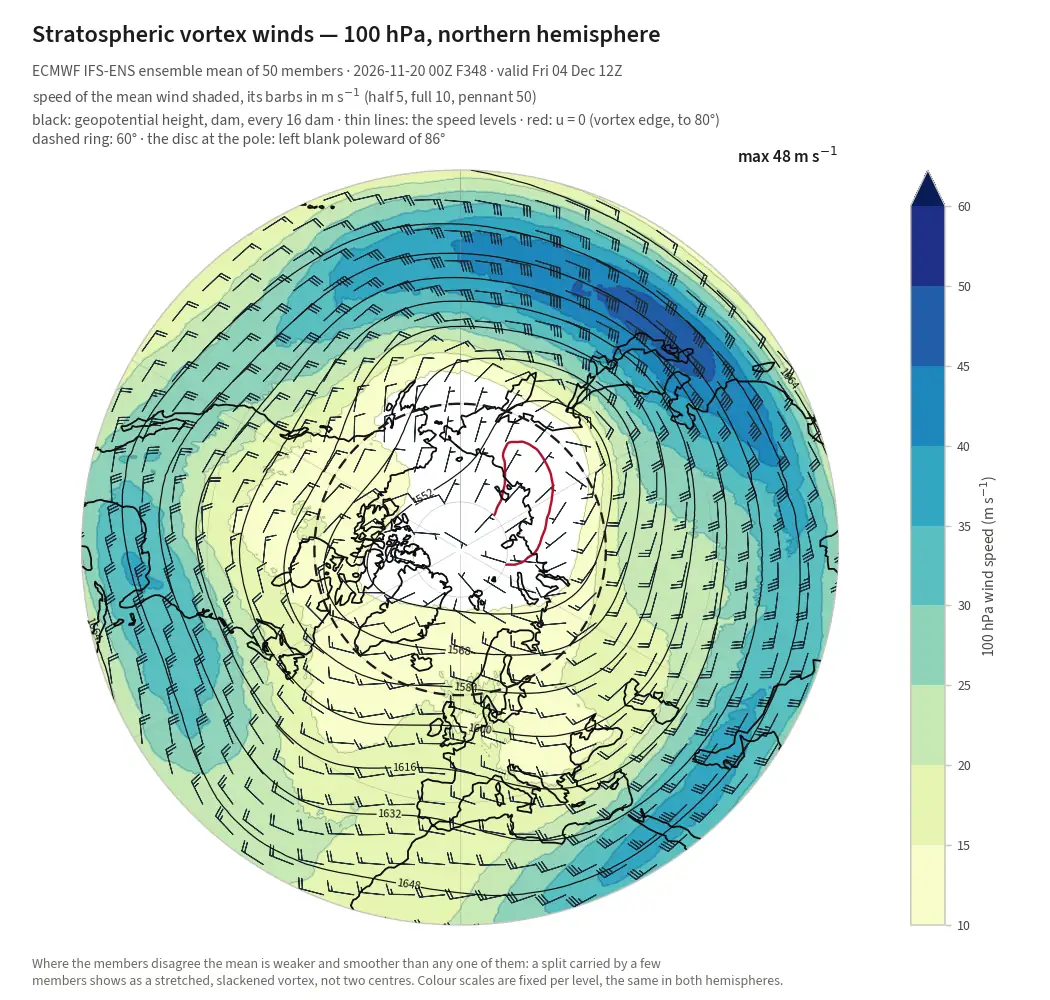 Stratospheric vortex winds — 100 hPa, northern hemisphere
ECMWF IFS-ENS ensemble mean of 50 members · 2026-11-20 00Z F348 · valid Fri 04 Dec 12Z
speed of the mean wind shaded, its barbs in m s⁻¹ (half 5, full 10, pennant 50)
black: geopotential height, dam, every 16 dam · thin lines: the speed levels · red: u = 0 (vortex edge, to 80°)
dashed ring: 60° · the disc at the pole: left blank poleward of 86°
max 48 m s⁻¹
60
50
45
40
35
30
25
20
15
10
100 hPa wind speed (m s⁻¹)
1664
1552
1568
1584
1600
1616
1632
1648
Where the members disagree the mean is weaker and smoother than any one of them: a split carried by a few
members shows as a stretched, slackened vortex, not two centres. Colour scales are fixed per level, the same in both hemispheres.